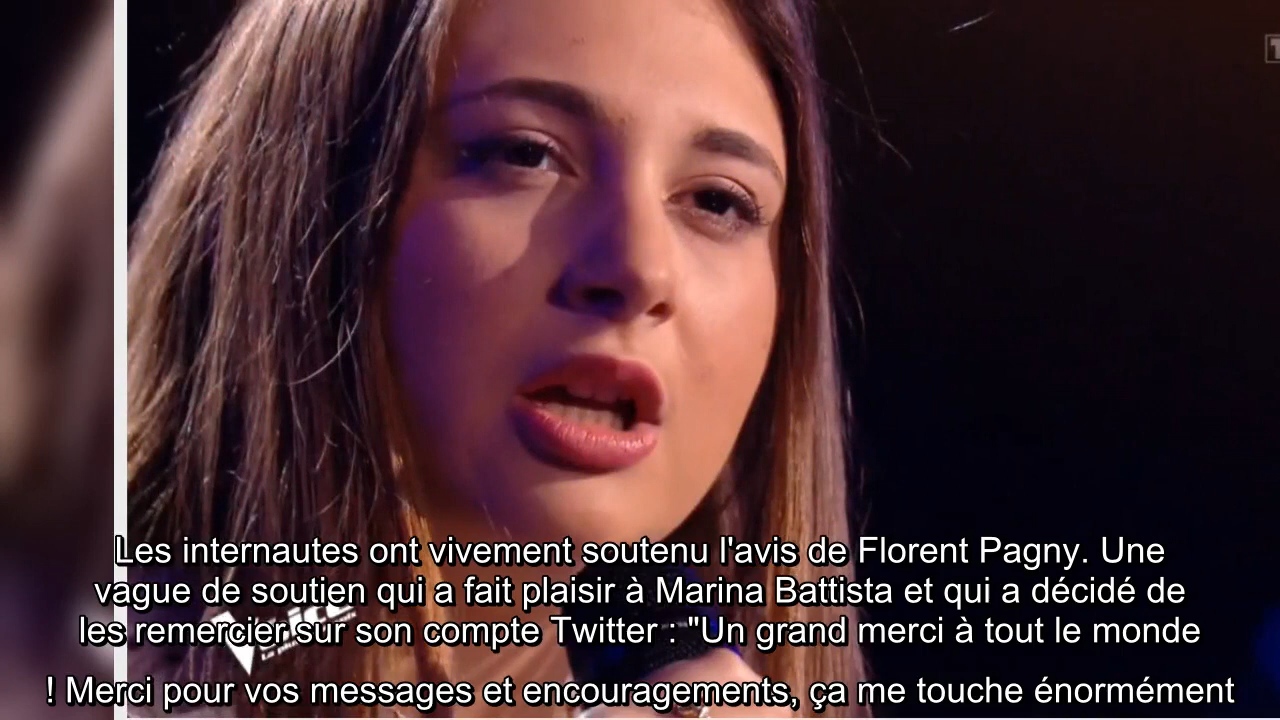 Les internautes ont vivement soutenu l'avis de Florent Pagny. Une
vague de soutien qui a fait plaisir à Marina Battista et qui a décidé de
les remercier sur son compte Twitter : "Un grand merci à tout le monde
! Merci pour vos messages et encouragements, ça me touche énormément